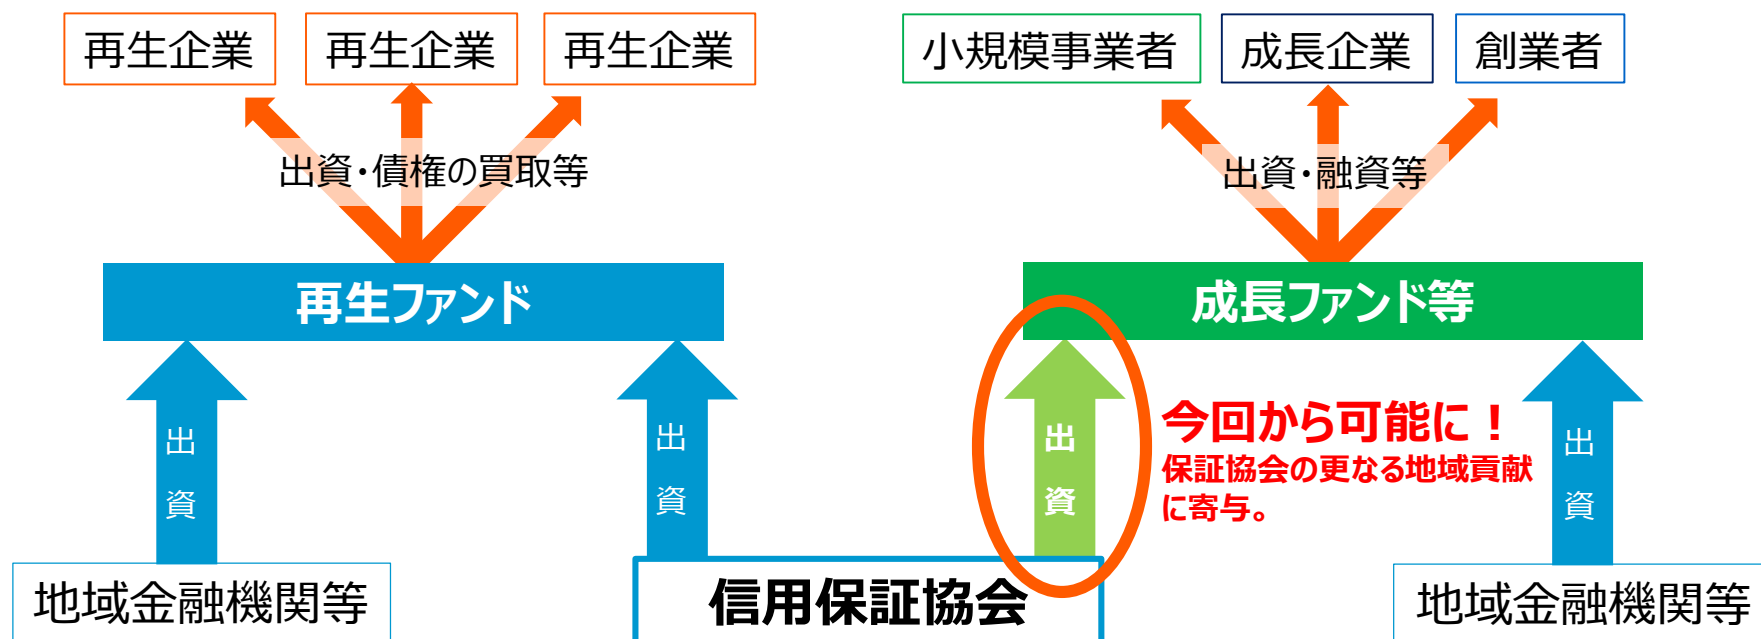 再生企業
再生企業
再生企業
小規模事業者
成長企業
創業者
出資・債権の買取等
出資・融資等
再生ファンド
成長ファンド等
出資
出資
出資
今回から可能に!
保証協会の更なる地域貢献
に寄与。
出資
地域金融機関等
信用保証協会
地域金融機関等